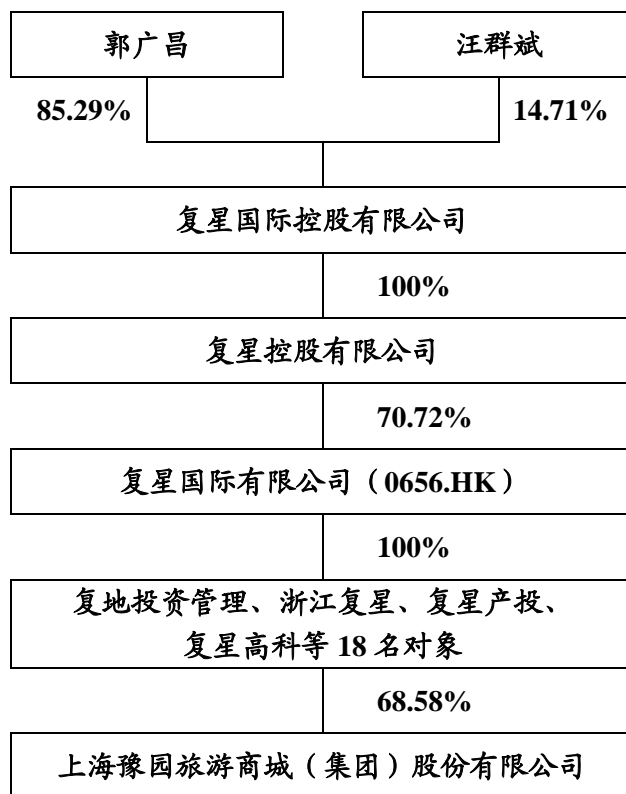 郭广昌
汪群斌
85.29%
14.71%
复星国际控股有限公司
100%
复星控股有限公司
70.72%
复星国际有限公司（0656.HK）
100%
复地投资管理、浙江复星、复星产投、
复星高科等 18 名对象
68.58%
上海豫园旅游商城（集团）股份有限公司